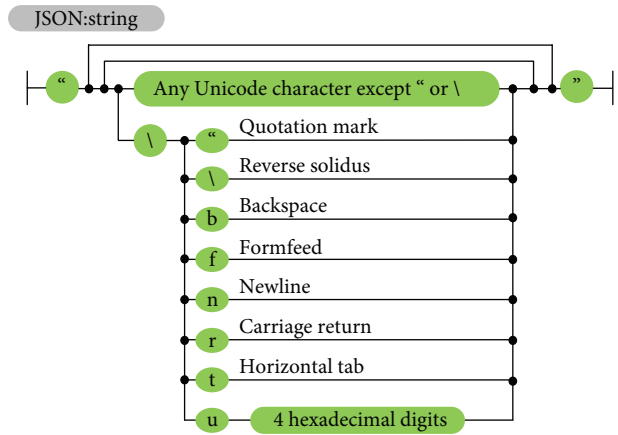 JSON:string
“ Any Unicode character except “ or \ ”
\ “ Quotation mark
\ Reverse solidus
b Backspace
f Formfeed
n Newline
r Carriage return
t Horizontal tab
u 4 hexadecimal digits